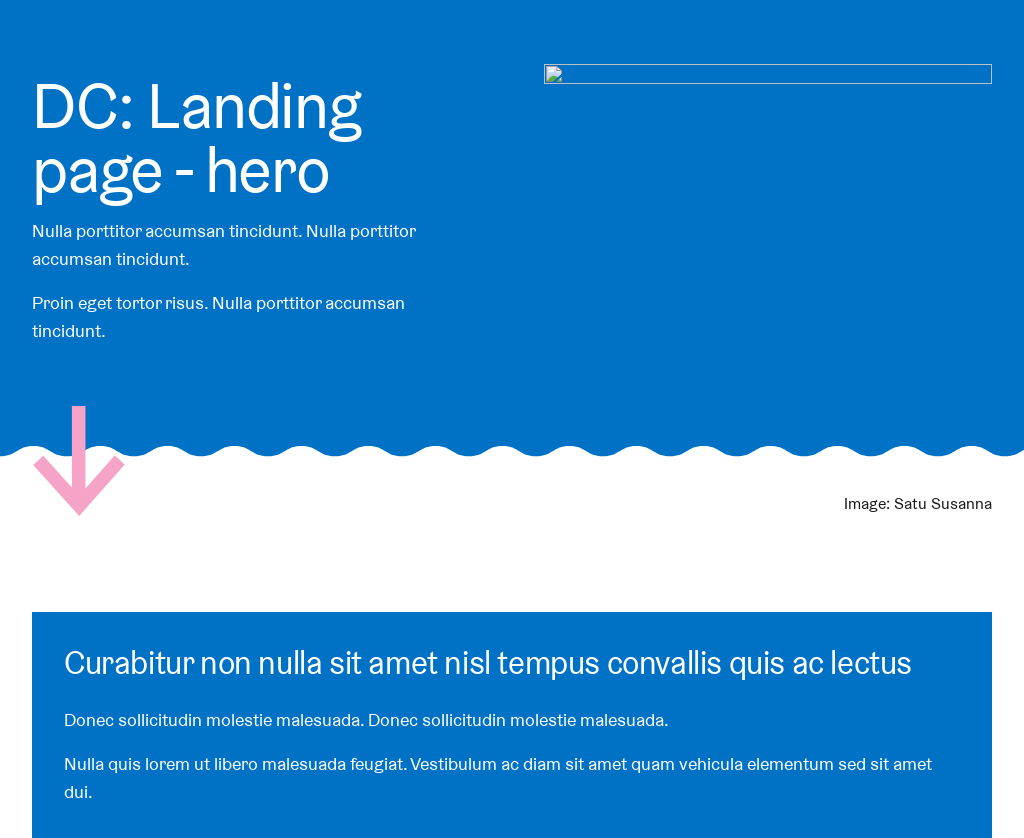 DC: Landing
page - hero
Nulla porttitor accumsan tincidunt. Nulla porttitor
accumsan tincidunt.
Proin eget tortor risus. Nulla porttitor accumsan
tincidunt.
Image: Satu Susanna
Curabitur non nulla sit amet nisl tempus convallis quis ac lectus
Donec sollicitudin molestie malesuada. Donec sollicitudin molestie malesuada.
Nulla quis lorem ut libero malesuada feugiat. Vestibulum ac diam sit amet quam vehicula elementum sed sit amet
dui.